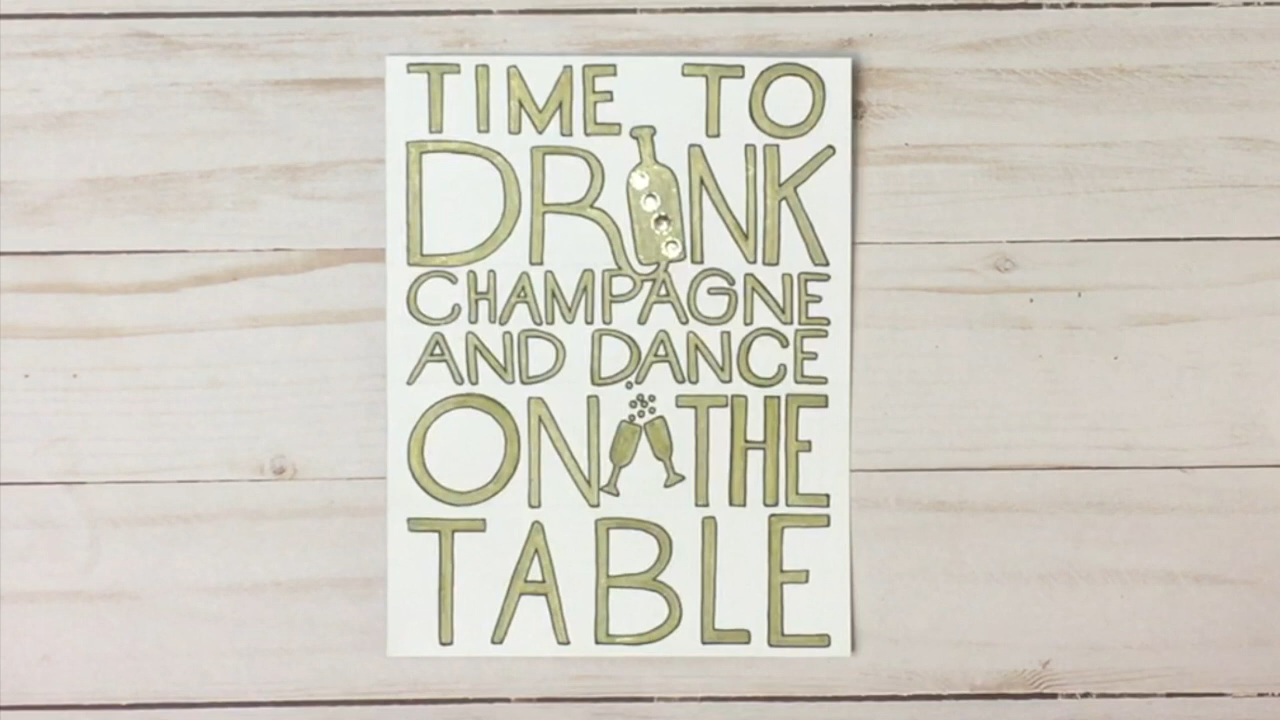 TIME TO
DRINK
CHAMPAGNE
AND DANCE
ON THE
TABLE